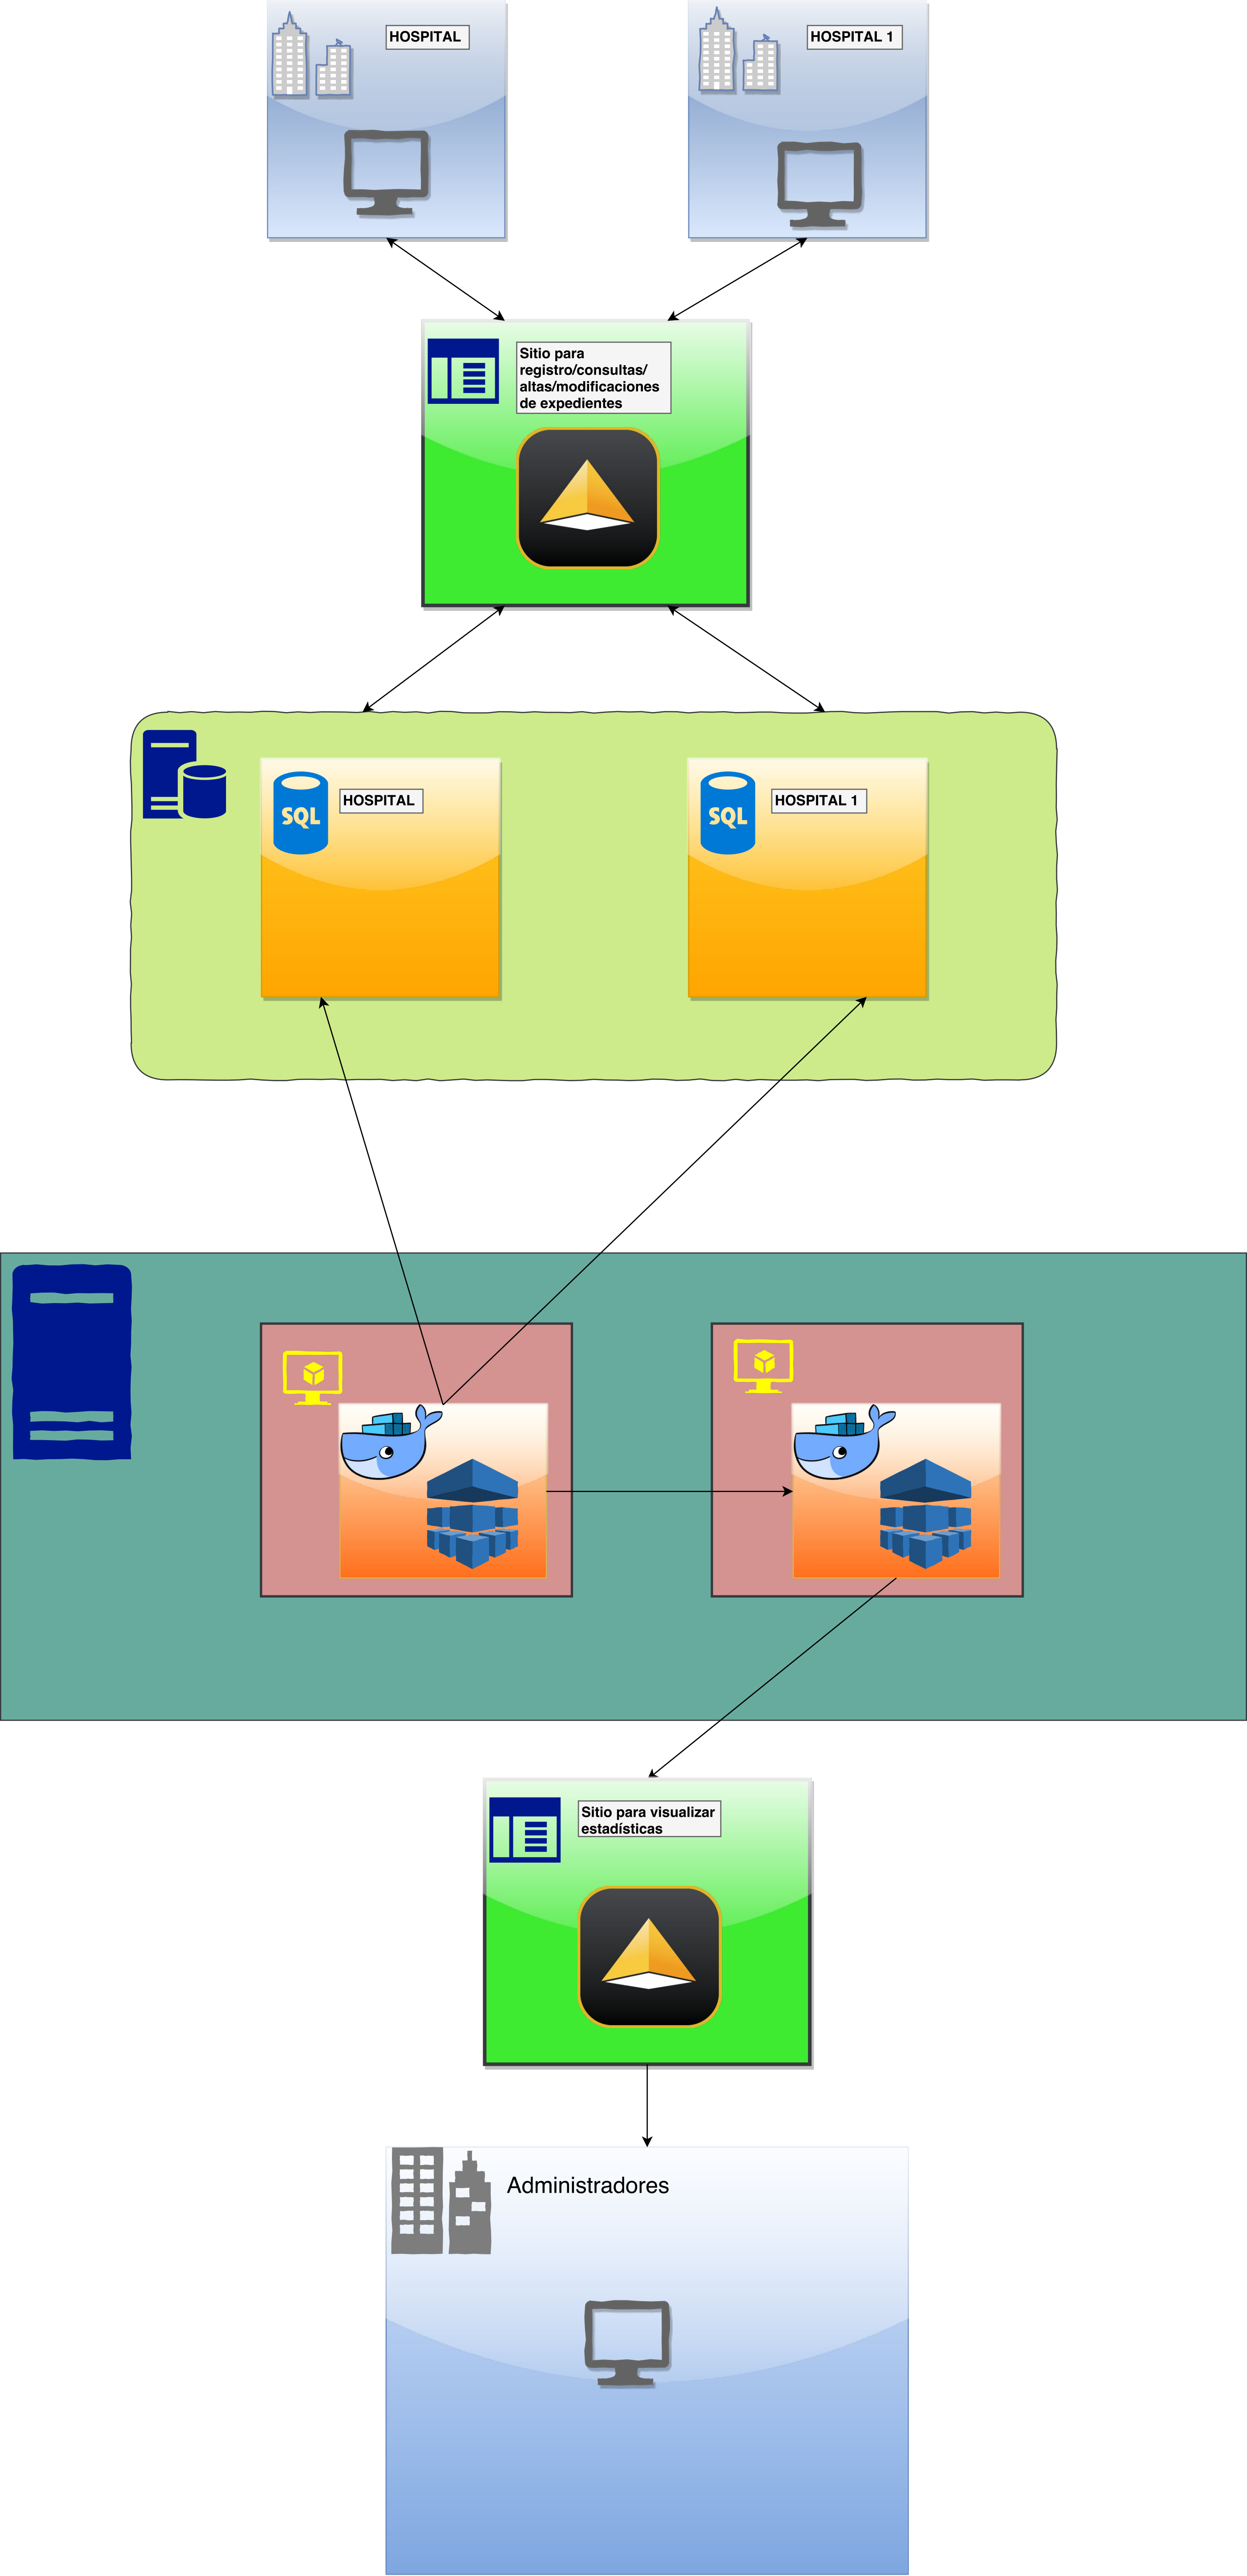 HOSPITAL
HOSPITAL 1
Sitio para
registro/consultas/
altas/modificaciones
de expedientes
SQL
HOSPITAL
SQL
HOSPITAL 1
Sitio para visualizar
estadísticas
Administradores